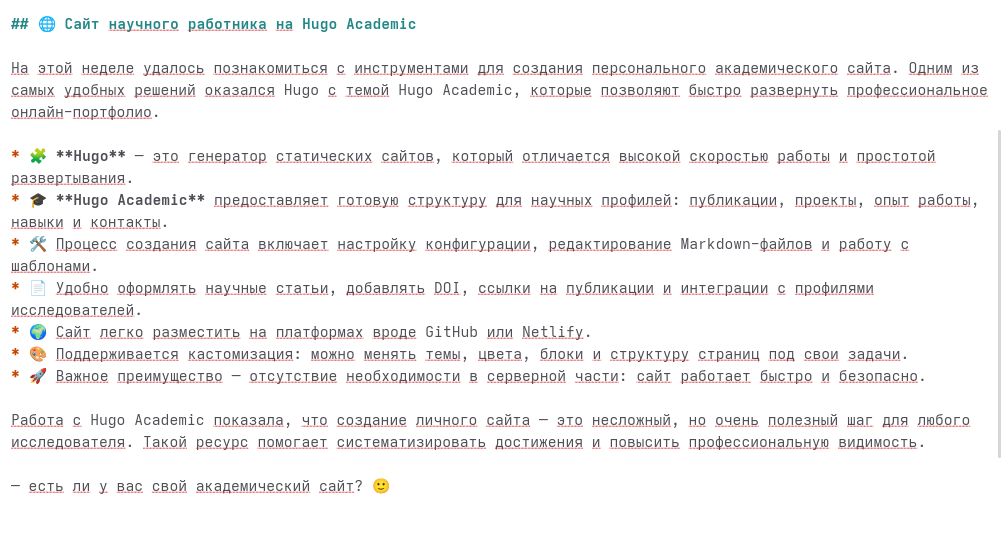 ## 🌐 Сайт научного работника на Hugo Academic
На этой неделе удалось познакомиться с инструментами для создания персонального академического сайта. Одним из
самых удобных решений оказался Hugo с темой Hugo Academic, которые позволяют быстро развернуть профессиональное
онлайн-портфолио.
* 🧩 **Hugo** — это генератор статических сайтов, который отличается высокой скоростью работы и простотой
развертывания.
* 🎓 **Hugo Academic** предоставляет готовую структуру для научных профилей: публикации, проекты, опыт работы,
навыки и контакты.
* 🛠️ Процесс создания сайта включает настройку конфигурации, редактирование Markdown-файлов и работу с
шаблонами.
* 📄 Удобно оформлять научные статьи, добавлять DOI, ссылки на публикации и интеграции с профилями
исследователей.
* 🌍 Сайт легко разместить на платформах вроде GitHub или Netlify.
* 🎨 Поддерживается кастомизация: можно менять темы, цвета, блоки и структуру страниц под свои задачи.
* 🚀 Важное преимущество — отсутствие необходимости в серверной части: сайт работает быстро и безопасно.
Работа с Hugo Academic показала, что создание личного сайта — это несложный, но очень полезный шаг для любого
исследователя. Такой ресурс помогает систематизировать достижения и повысить профессиональную видимость.
— есть ли у вас свой академический сайт? 🙂